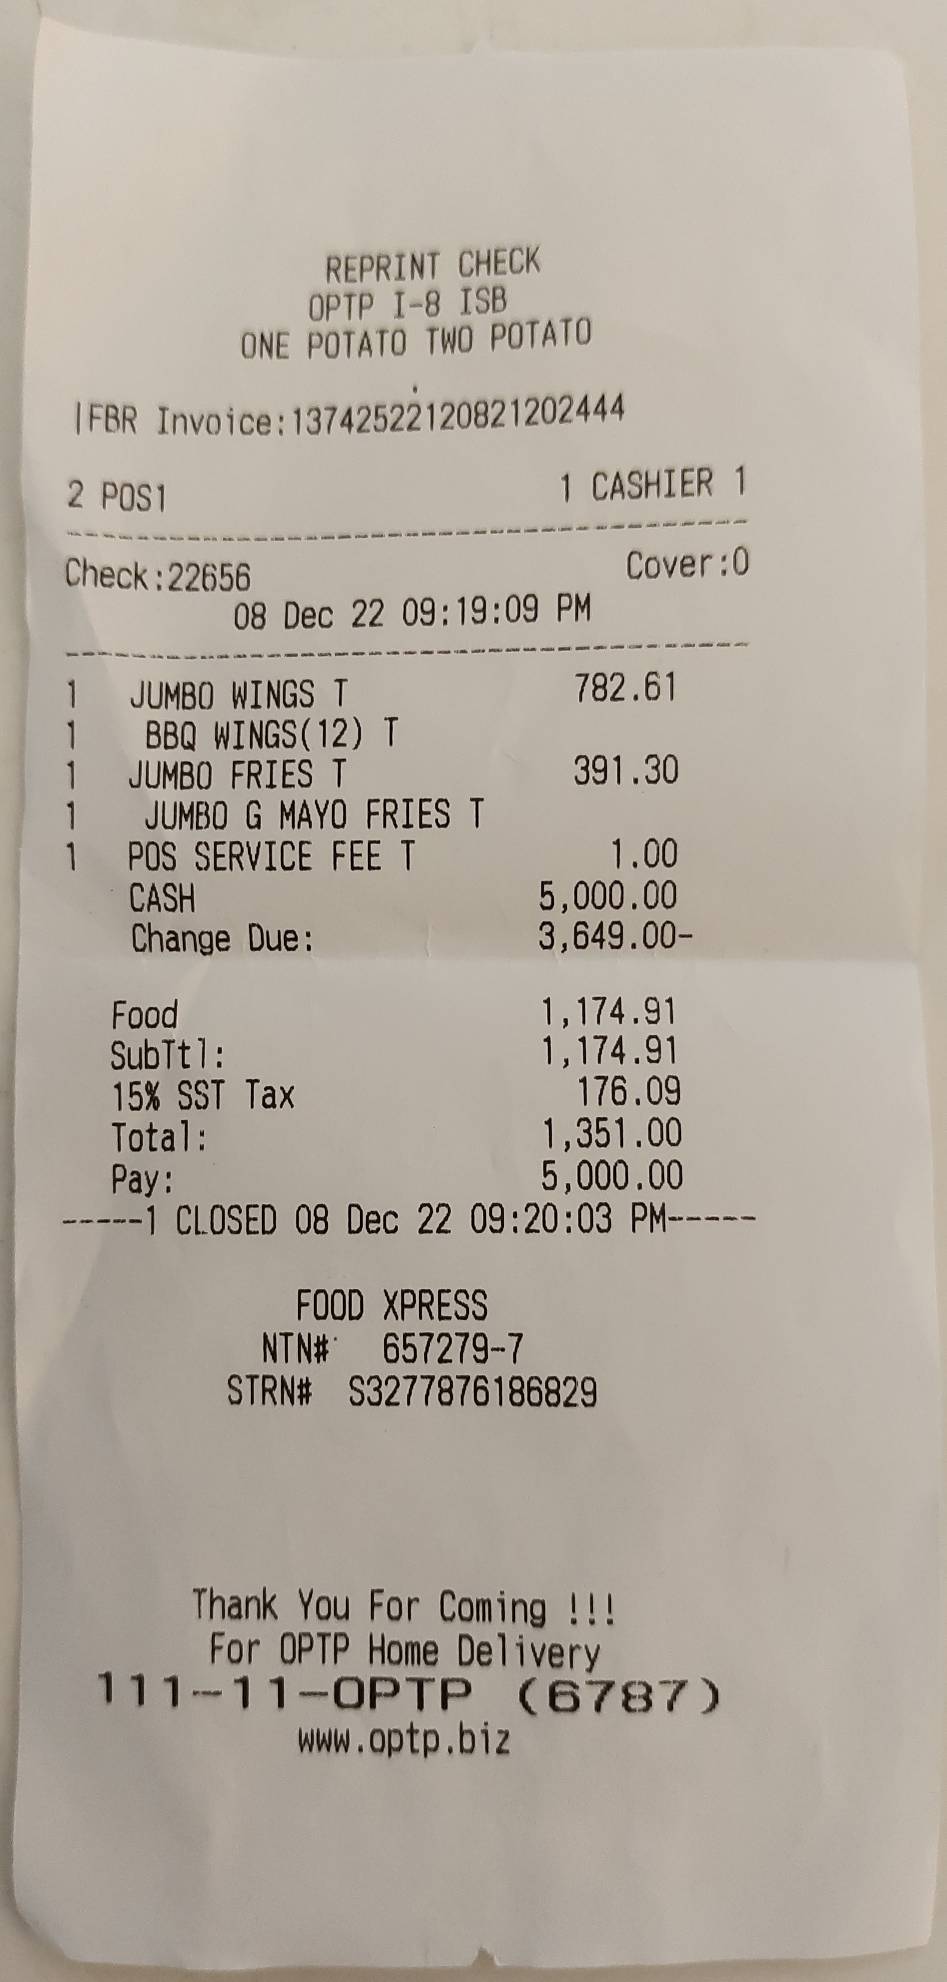 REPRINT CHECK
OPTP I-8 ISB
ONE POTATO TWO POTATO
|FBR Invoice:13742522120821202444
2 POS1 1 CASHIER 1
--------------------------------------
Check:22656 Cover:0
08 Dec 22 09:19:09 PM
--------------------------------------
1 JUMBO WINGS T 782.61
1 BBQ WINGS(12) T
1 JUMBO FRIES T 391.30
1 JUMBO G MAYO FRIES T
1 POS SERVICE FEE T 1.00
CASH 5,000.00
Change Due: 3,649.00-
Food 1,174.91
SubTtl: 1,174.91
15% SST Tax 176.09
Total: 1,351.00
Pay: 5,000.00
-----1 CLOSED 08 Dec 22 09:20:03 PM-----
FOOD XPRESS
NTN# 657279-7
STRN# S3277876186829
Thank You For Coming !!!
For OPTP Home Delivery
111-11-OPTP (6787)
www.optp.biz